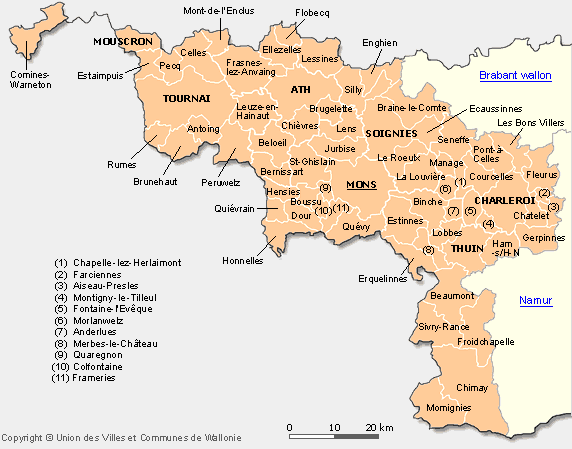 Mont-de-l'Enclus
Flobecq
MOUSCRON
Celles
Ellezelles
Enghien
Lessines
Comines-
Warneton
Estaimpuis
Pecq
Frasnes-
lez-Anvaing
Silly
Brabant wallon
TOURNAI
ATH
Leuze-en-
Hainaut
Brugelette
Braine-le-Comte
Ecaussinnes
Les Bons Villers
Antoing
Chièvres
Lens
SOIGNIES
Seneffe
Rumes
Beloeil
Jurbise
Pont-à-
Celles
Brunehaut
Peruwelz
Bernissart
St-Ghislain
Le Roeulx
Manage
La Louvière
Courcelles
Fleurus
MONS
(9)
(6)
(1)
(2)
Hensies
Quiévrain
Boussu
Dour
(10)
(11)
Binche
(7)
(5)
CHARLEROI
(3)
Chatelet
(4)
Quévy
Estinnes
Lobbes
Gerpinnes
Honnelles
(8)
THUIN
Ham
-s/H-N
Erquelinnes
(1) Chapelle-lez-Herlaimont
(2) Farciennes
(3) Aiseau-Presles
(4) Montigny-le-Tilleul
(5) Fontaine-l'Evêque
(6) Morlanwetz
(7) Anderlues
(8) Merbes-le-Château
(9) Quaregnon
(10) Colfontaine
(11) Frameries
Beaumont
Namur
Sivry-Rance
Froidchapelle
Chimay
Momignies
0 10 20 km
Copyright © Union des Villes et Communes de Wallonie